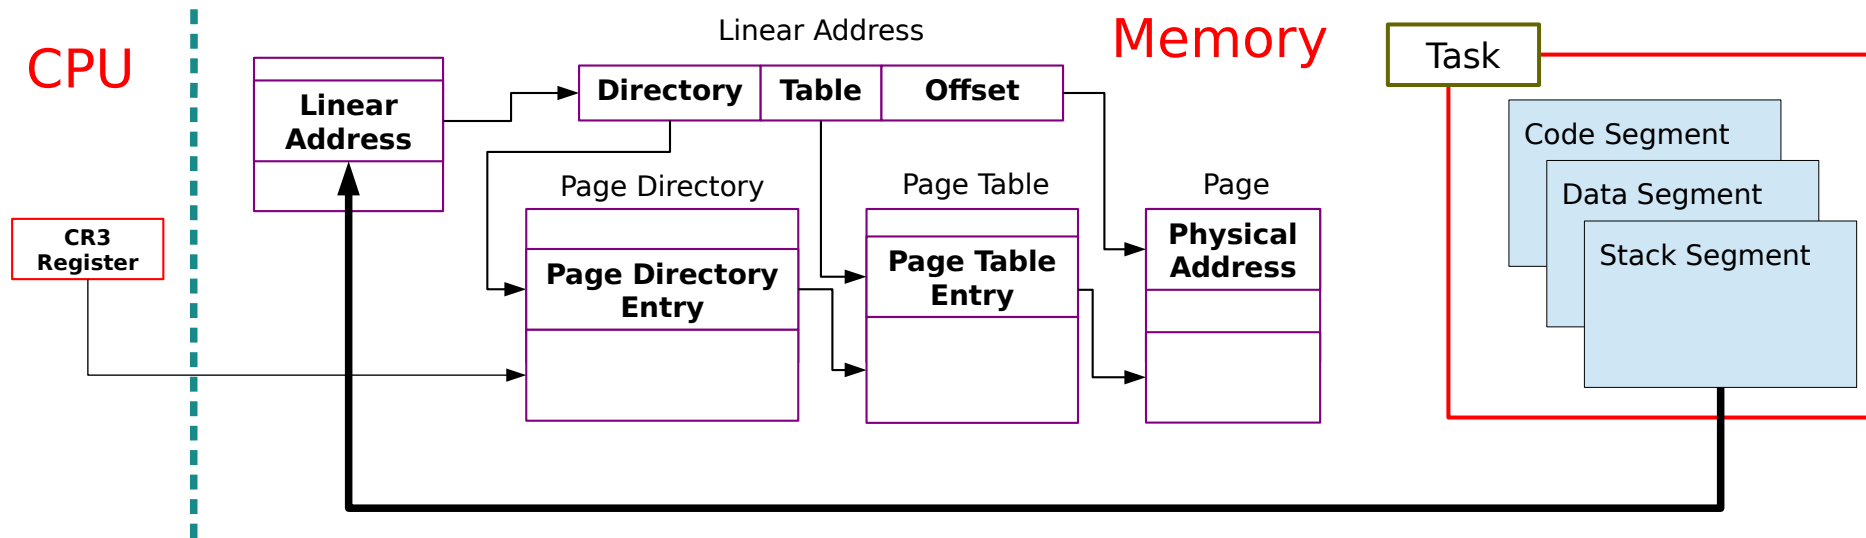 CPU
Linear Address
Memory
Task
Linear
Address
Directory
Table
Offset
Code Segment
Page Directory
Page Table
Page
Data Segment
CR3
Register
Page Directory
Entry
Page Table
Entry
Physical
Address
Stack Segment